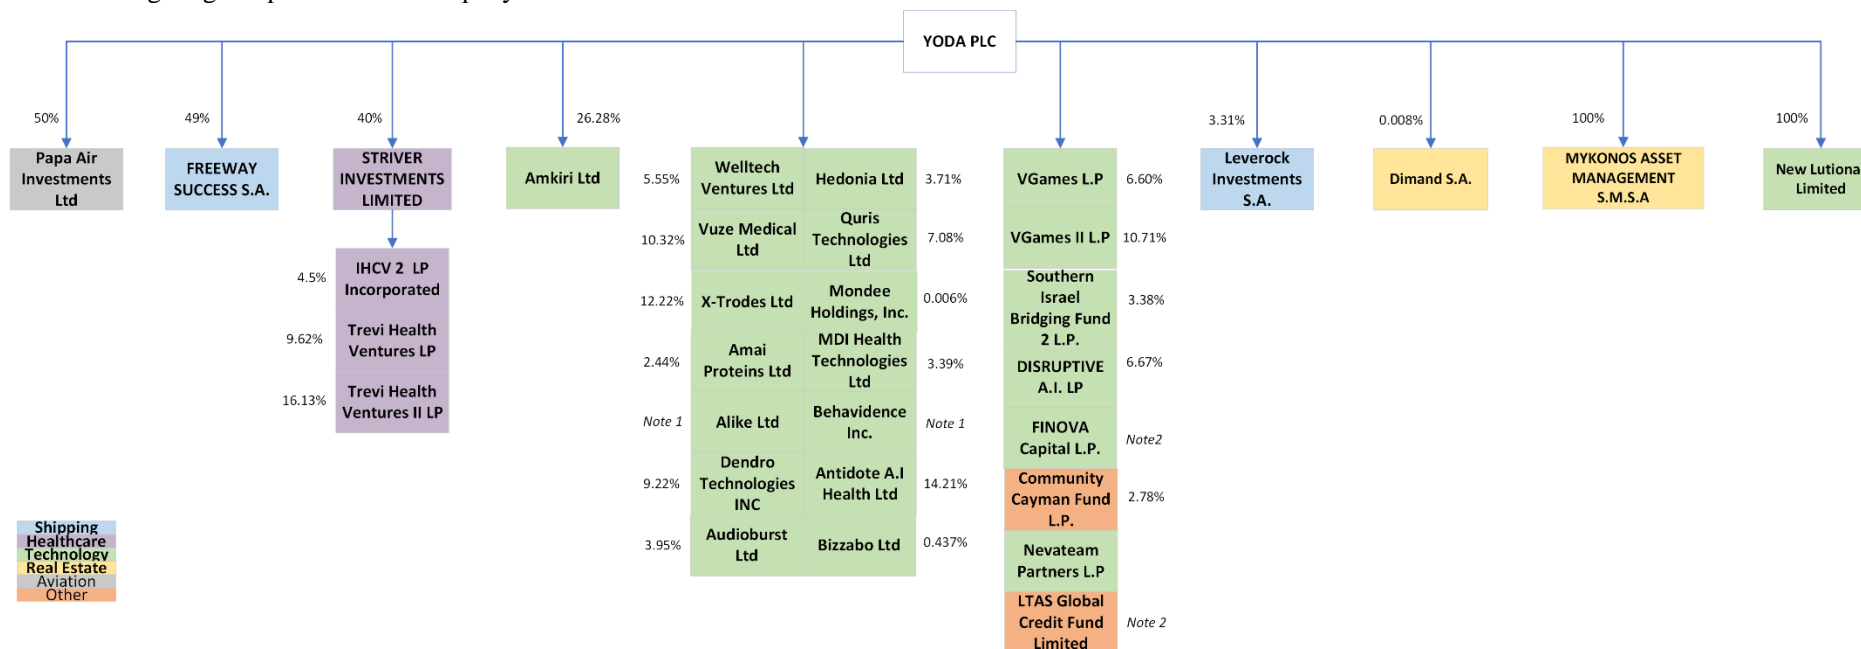 YODA PLC
50%
49%
40%
26.28%
3.31%
0.008%
100%
100%
Papa Air
Investments
Ltd
FREEWAY
SUCCESS S.A.
STRIVER
INVESTMENTS
LIMITED
IHCV 2 LP
Incorporated
4.5%
Trevi Health
Ventures LP
9.62%
Trevi Health
Ventures II LP
16.13%
Amkiri Ltd
5.55%
Welltech
Ventures Ltd
Hedonia Ltd
3.71%
10.32%
Vuze Medical
Ltd
Quris
Technologies
Ltd
7.08%
12.22%
X-Trodes Ltd
Mondee
Holdings, Inc.
0.006%
2.44%
Amai
Proteins Ltd
MDI Health
Technologies
Ltd
3.39%
Note 1
Alike Ltd
Behavidence
Inc.
Note 1
9.22%
Dendro
Technologies
INC
Antidote A.I
Health Ltd
14.21%
3.95%
Audioburst
Ltd
Bizzabo Ltd
0.437%
VGames L.P
6.60%
VGames II L.P
10.71%
Southern
Israel
Bridging Fund
2 L.P.
3.38%
DISRUPTIVE
A.I. LP
6.67%
FINOVA
Capital L.P.
Note2
Community
Cayman Fund
L.P.
2.78%
Nevateam
Partners L.P
LTAS Global
Credit Fund
Limited
Note 2
Leverock
Investments
S.A.
Dimand S.A.
MYKONOS ASSET
MANAGEMENT
S.M.S.A
New Lutiona
Limited
Shipping
Healthcare
Technology
Real Estate
Aviation
Other